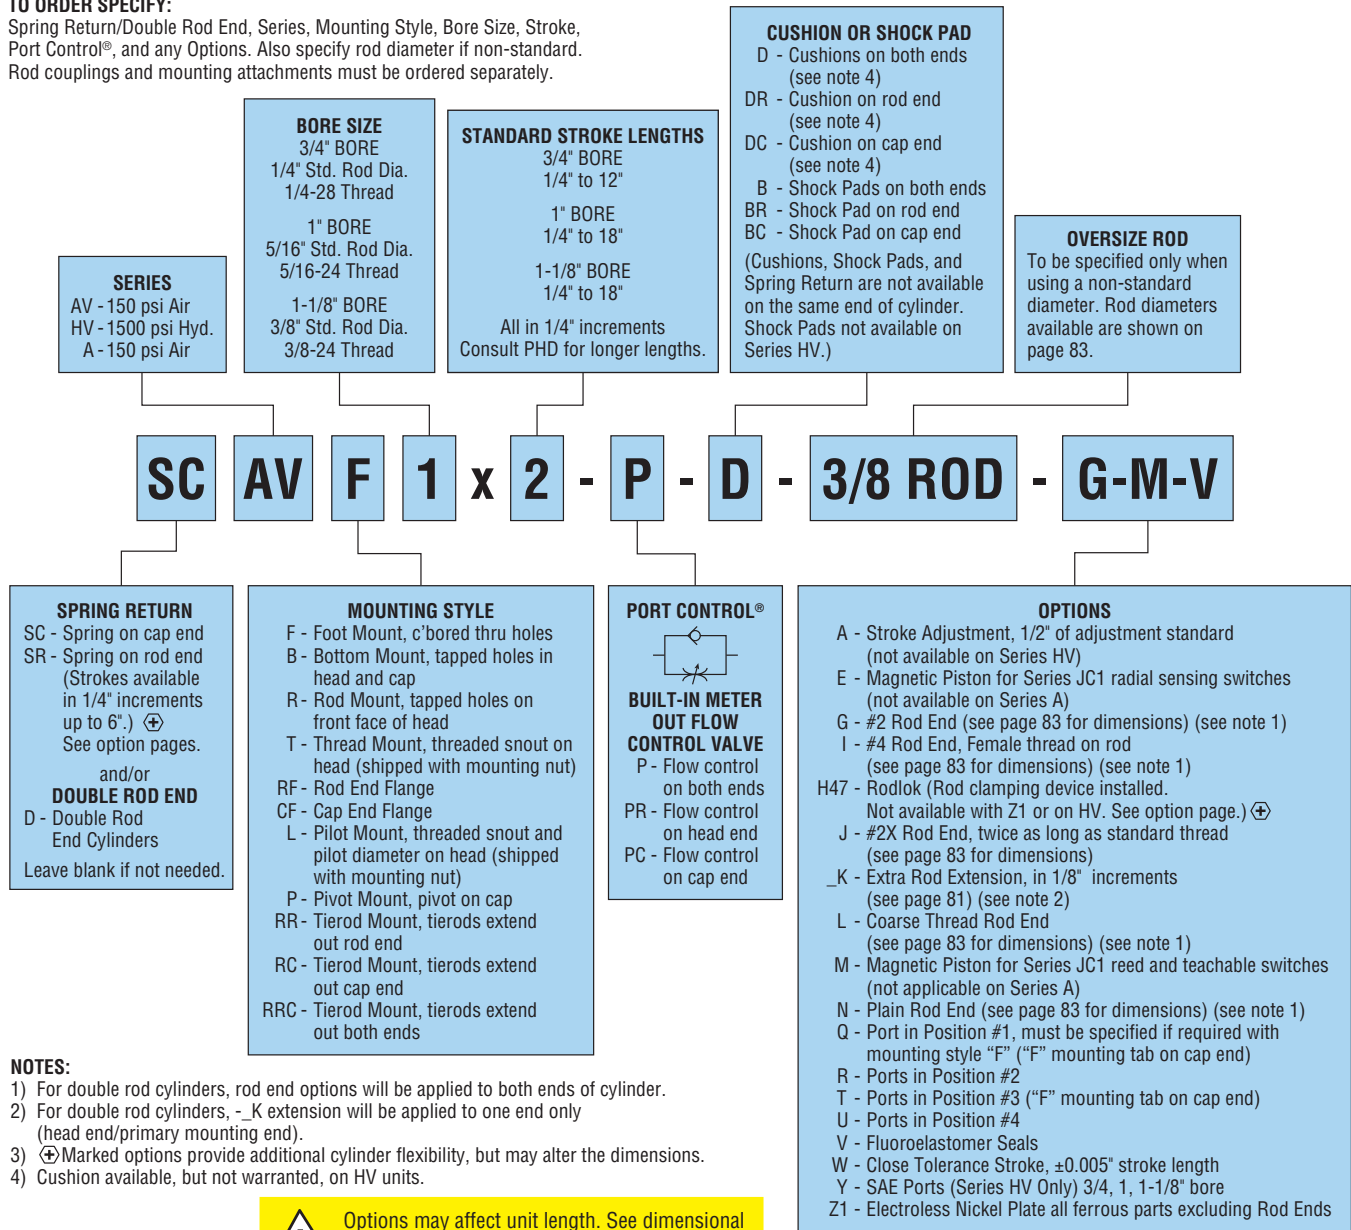 TO ORDER SPECIFY:
Spring Return/Double Rod End, Series, Mounting Style, Bore Size, Stroke,
Port Control®, and any Options. Also specify rod diameter if non-standard.
Rod couplings and mounting attachments must be ordered separately.
SERIES
AV - 150 psi Air
HV - 1500 psi Hyd.
A - 150 psi Air
BORE SIZE
3/4" BORE
1/4" Std. Rod Dia.
1/4-28 Thread
1" BORE
5/16" Std. Rod Dia.
5/16-24 Thread
1-1/8" BORE
3/8" Std. Rod Dia.
3/8-24 Thread
STANDARD STROKE LENGTHS
3/4" BORE
1/4" to 12"
1" BORE
1/4" to 18"
1-1/8" BORE
1/4" to 18"
All in 1/4" increments
Consult PHD for longer lengths.
CUSHION OR SHOCK PAD
D - Cushions on both ends
(see note 4)
DR - Cushion on rod end
(see note 4)
DC - Cushion on cap end
(see note 4)
B - Shock Pads on both ends
BR - Shock Pad on rod end
BC - Shock Pad on cap end
(Cushions, Shock Pads, and
Spring Return are not available
on the same end of cylinder.
Shock Pads not available on
Series HV.)
OVERSIZE ROD
To be specified only when
using a non-standard
diameter. Rod diameters
available are shown on
page 83.
SC AV F 1 x 2 - P - D - 3/8 ROD - G-M-V
SPRING RETURN
SC - Spring on cap end
SR - Spring on rod end
(Strokes available
in 1/4" increments
up to 6".)
See option pages.
and/or
DOUBLE ROD END
D - Double Rod
End Cylinders
Leave blank if not needed.
MOUNTING STYLE
F - Foot Mount, c'bored thru holes
B - Bottom Mount, tapped holes in
head and cap
R - Rod Mount, tapped holes on
front face of head
T - Thread Mount, threaded snout on
head (shipped with mounting nut)
RF - Rod End Flange
CF - Cap End Flange
L - Pilot Mount, threaded snout and
pilot diameter on head (shipped
with mounting nut)
P - Pivot Mount, pivot on cap
RR - Tierod Mount, tierods extend
out rod end
RC - Tierod Mount, tierods extend
out cap end
RRC - Tierod Mount, tierods extend
out both ends
PORT CONTROL®
BUILT-IN METER
OUT FLOW
CONTROL VALVE
P - Flow control
on both ends
PR - Flow control
on head end
PC - Flow control
on cap end
OPTIONS
A - Stroke Adjustment, 1/2" of adjustment standard
(not available on Series HV)
E - Magnetic Piston for Series JC1 radial sensing switches
(not available on Series A)
G - #2 Rod End (see page 83 for dimensions) (see note 1)
I - #4 Rod End, Female thread on rod
(see page 83 for dimensions) (see note 1)
H47 - Rodlok (Rod clamping device installed.
Not available with Z1 or on HV. See option page.)
J - #2X Rod End, twice as long as standard thread
(see page 83 for dimensions)
_K - Extra Rod Extension, in 1/8" increments
(see page 81) (see note 2)
L - Coarse Thread Rod End
(see page 83 for dimensions) (see note 1)
M - Magnetic Piston for Series JC1 reed and teachable switches
(not applicable on Series A)
N - Plain Rod End (see page 83 for dimensions) (see note 1)
Q - Port in Position #1, must be specified if required with
mounting style “F” (“F” mounting tab on cap end)
R - Ports in Position #2
T - Ports in Position #3 (“F” mounting tab on cap end)
U - Ports in Position #4
V - Fluoroelastomer Seals
W - Close Tolerance Stroke, ±0.005" stroke length
Y - SAE Ports (Series HV Only) 3/4, 1, 1-1/8" bore
Z1 - Electroless Nickel Plate all ferrous parts excluding Rod Ends
NOTES:
1) For double rod cylinders, rod end options will be applied to both ends of cylinder.
2) For double rod cylinders, -_K extension will be applied to one end only
(head end/primary mounting end).
3) Marked options provide additional cylinder flexibility, but may alter the dimensions.
4) Cushion available, but not warranted, on HV units.
Options may affect unit length. See dimensional